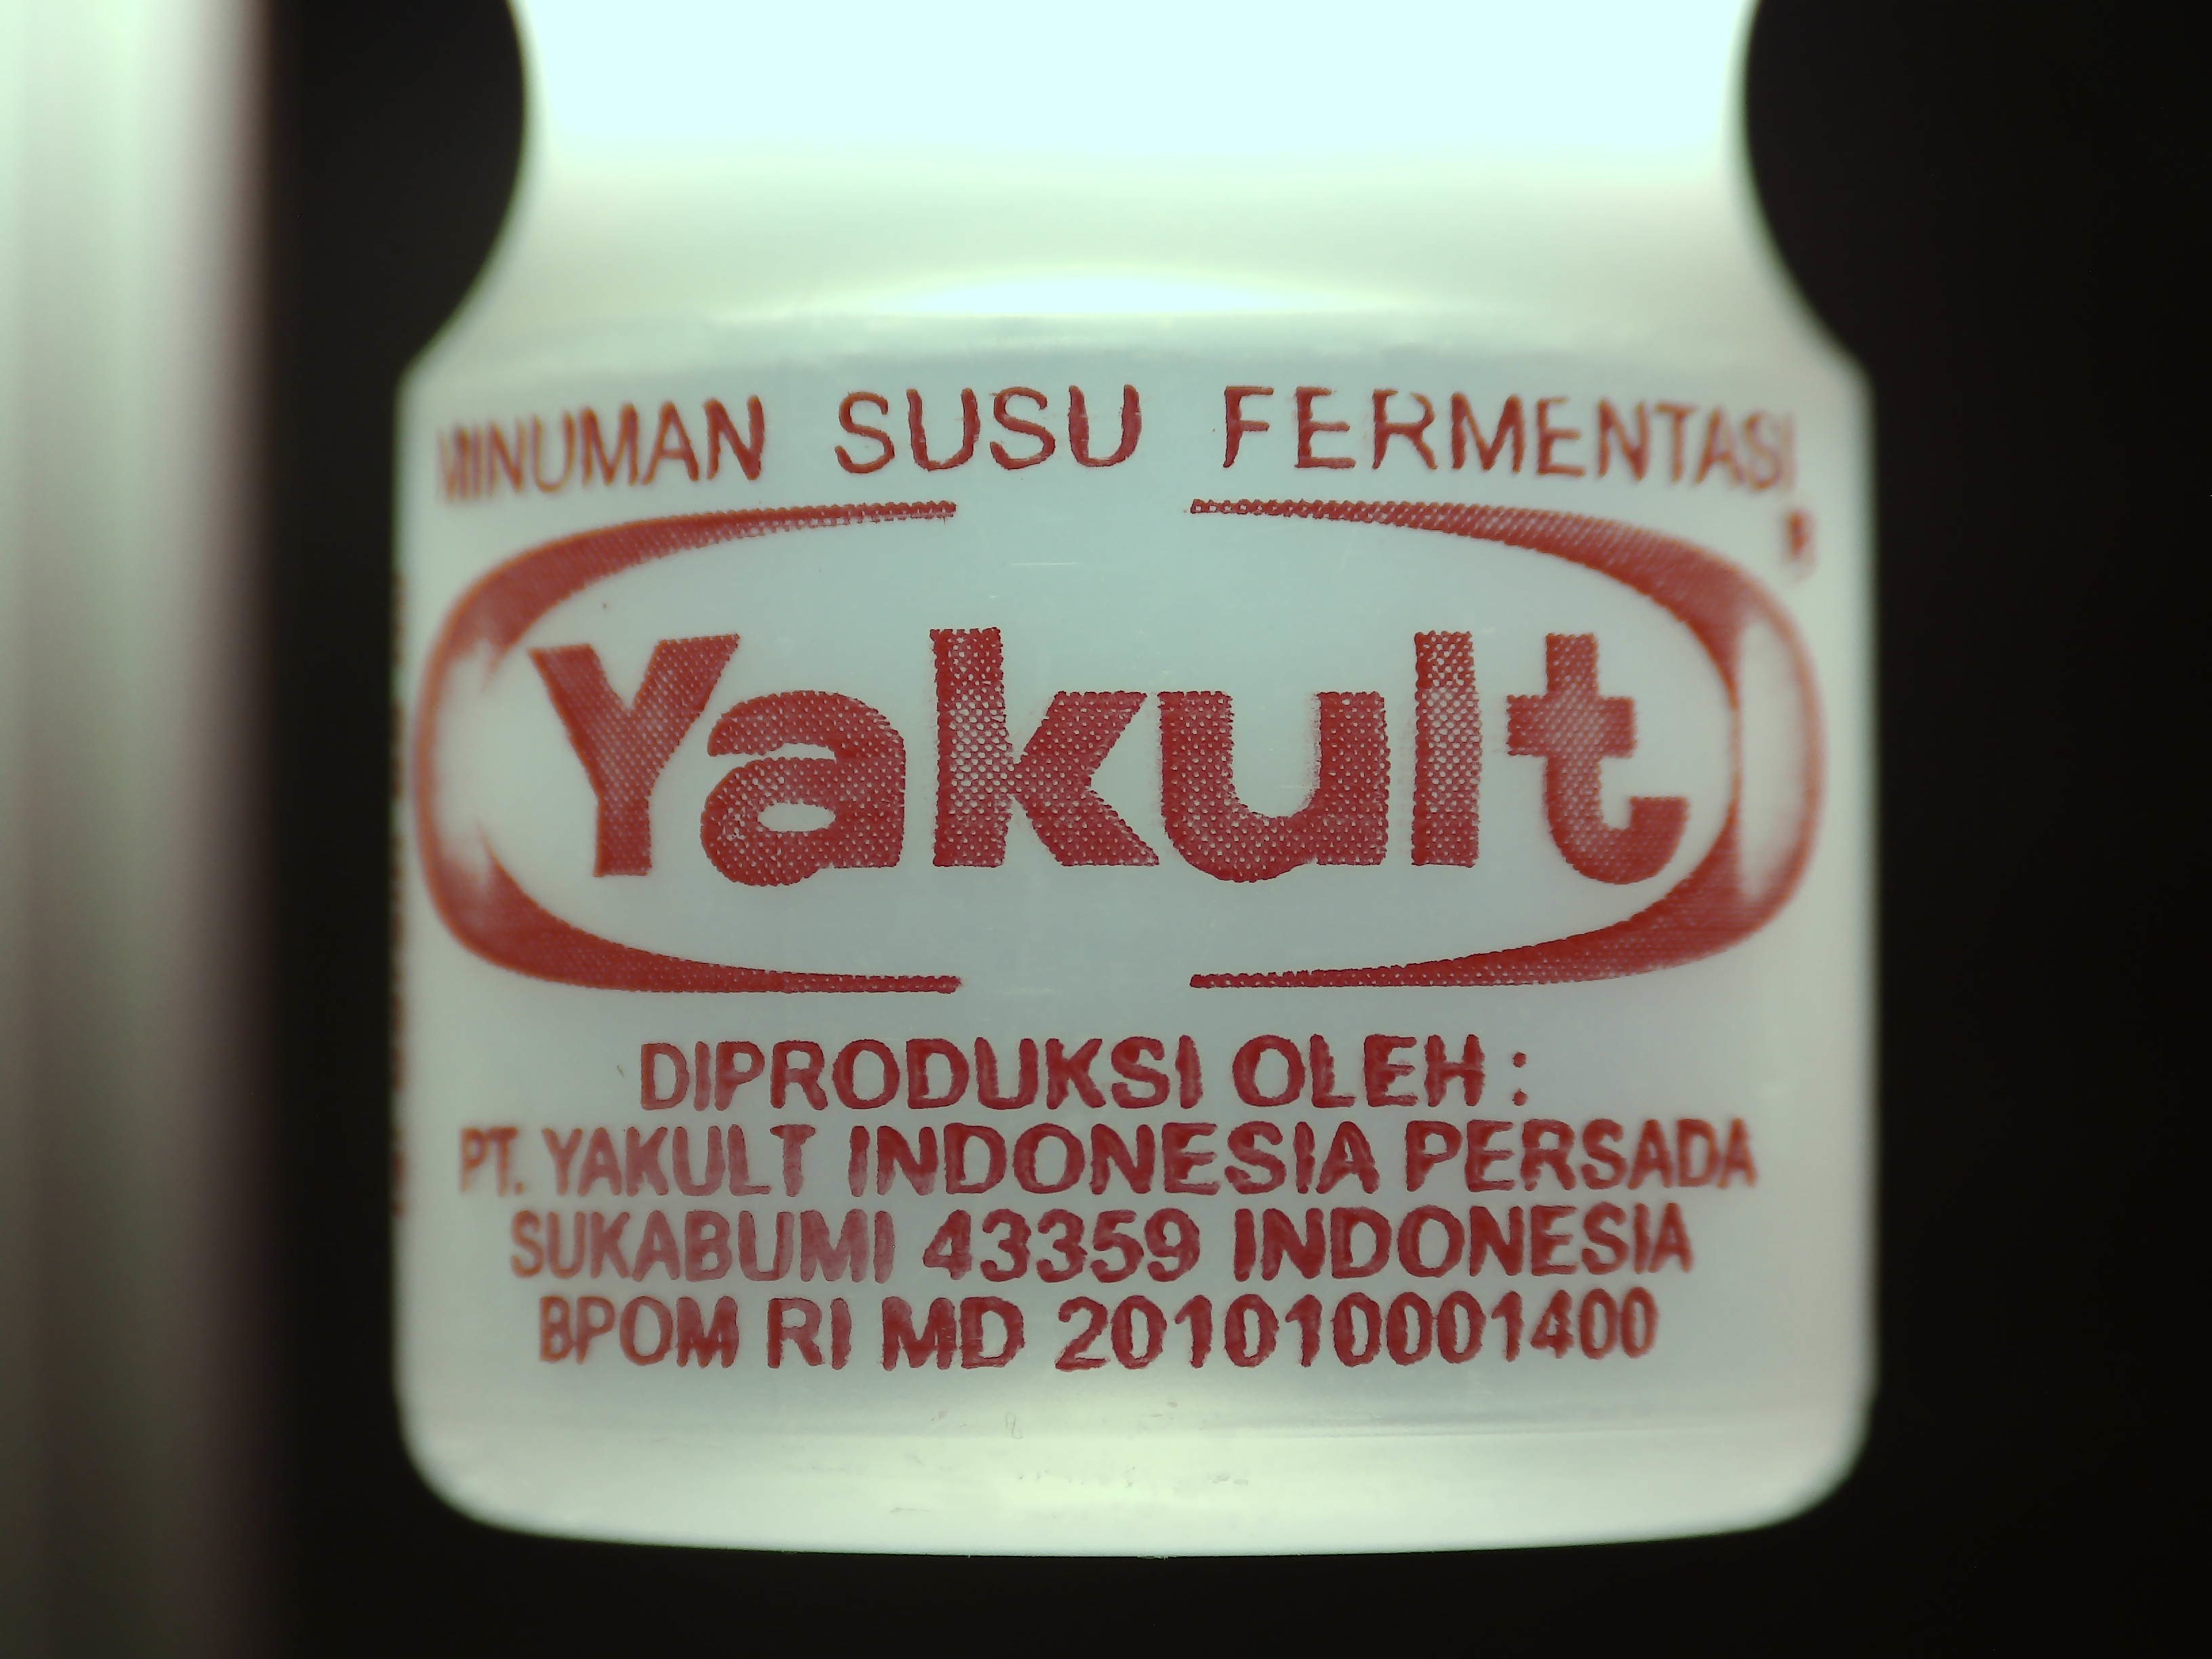 MINUMAN SUSU FERMENTASI
Yakult
DIPRODUKSI OLEH :
PT. YAKULT INDONESIA PERSADA
SUKABUMI 43359 INDONESIA
BPOM RI MD 201010001400